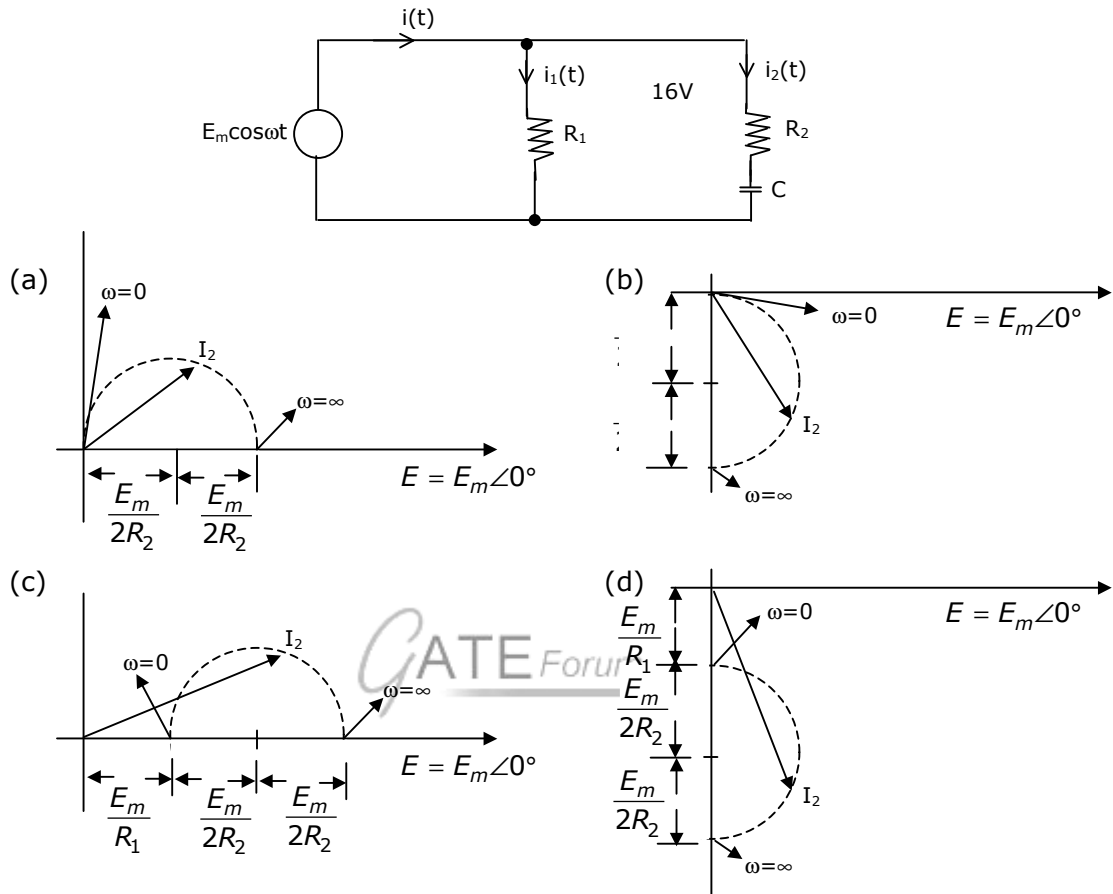 i(t)
i₁(t)
16V
i₂(t)
Eₘcosωt
R₁
R₂
C
(a)
ω=0
I₂
ω=∞
E = Eₘ∠0°
Eₘ/2R₂ Eₘ/2R₂
(b)
ω=0
E = Eₘ∠0°
I₂
ω=∞
(c)
ω=0
I₂
ω=∞
E = Eₘ∠0°
Eₘ/R₁ Eₘ/2R₂ Eₘ/2R₂
GATE Forum
(d)
ω=0
E = Eₘ∠0°
Eₘ/R₁
Eₘ/2R₂
Eₘ/2R₂
I₂
ω=∞